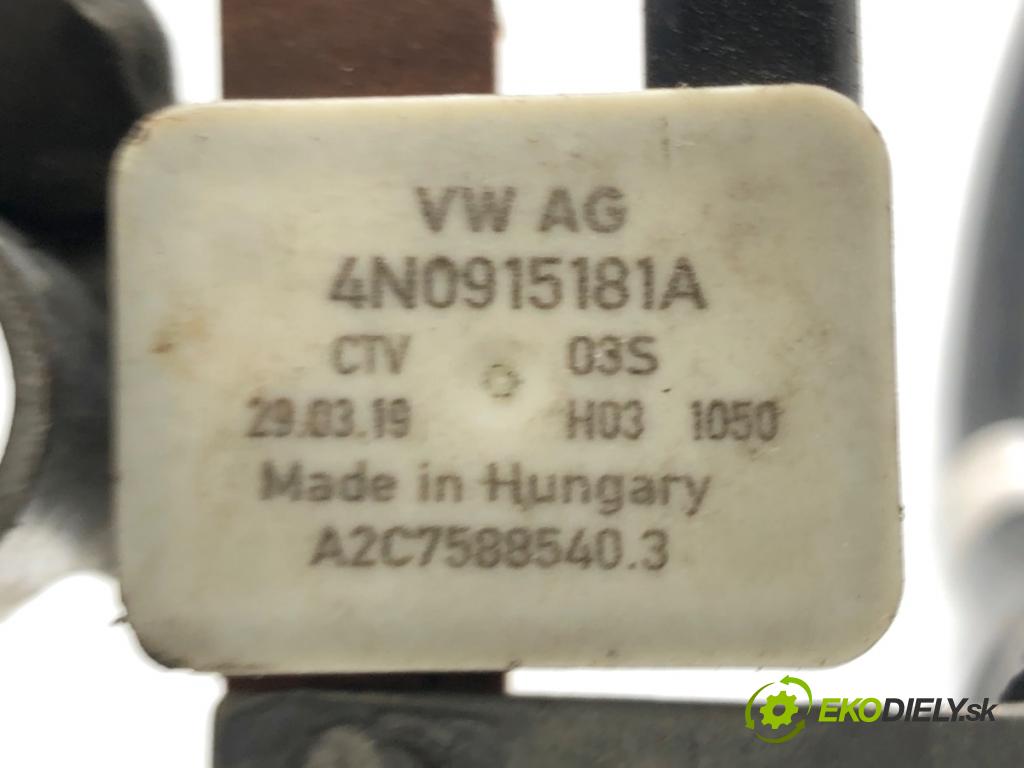 VW AG
4N0915181A
CTV 03S
29.03.19 H03 1050
Made in Hungary
A2C7588540.3
EKODIELY.sk